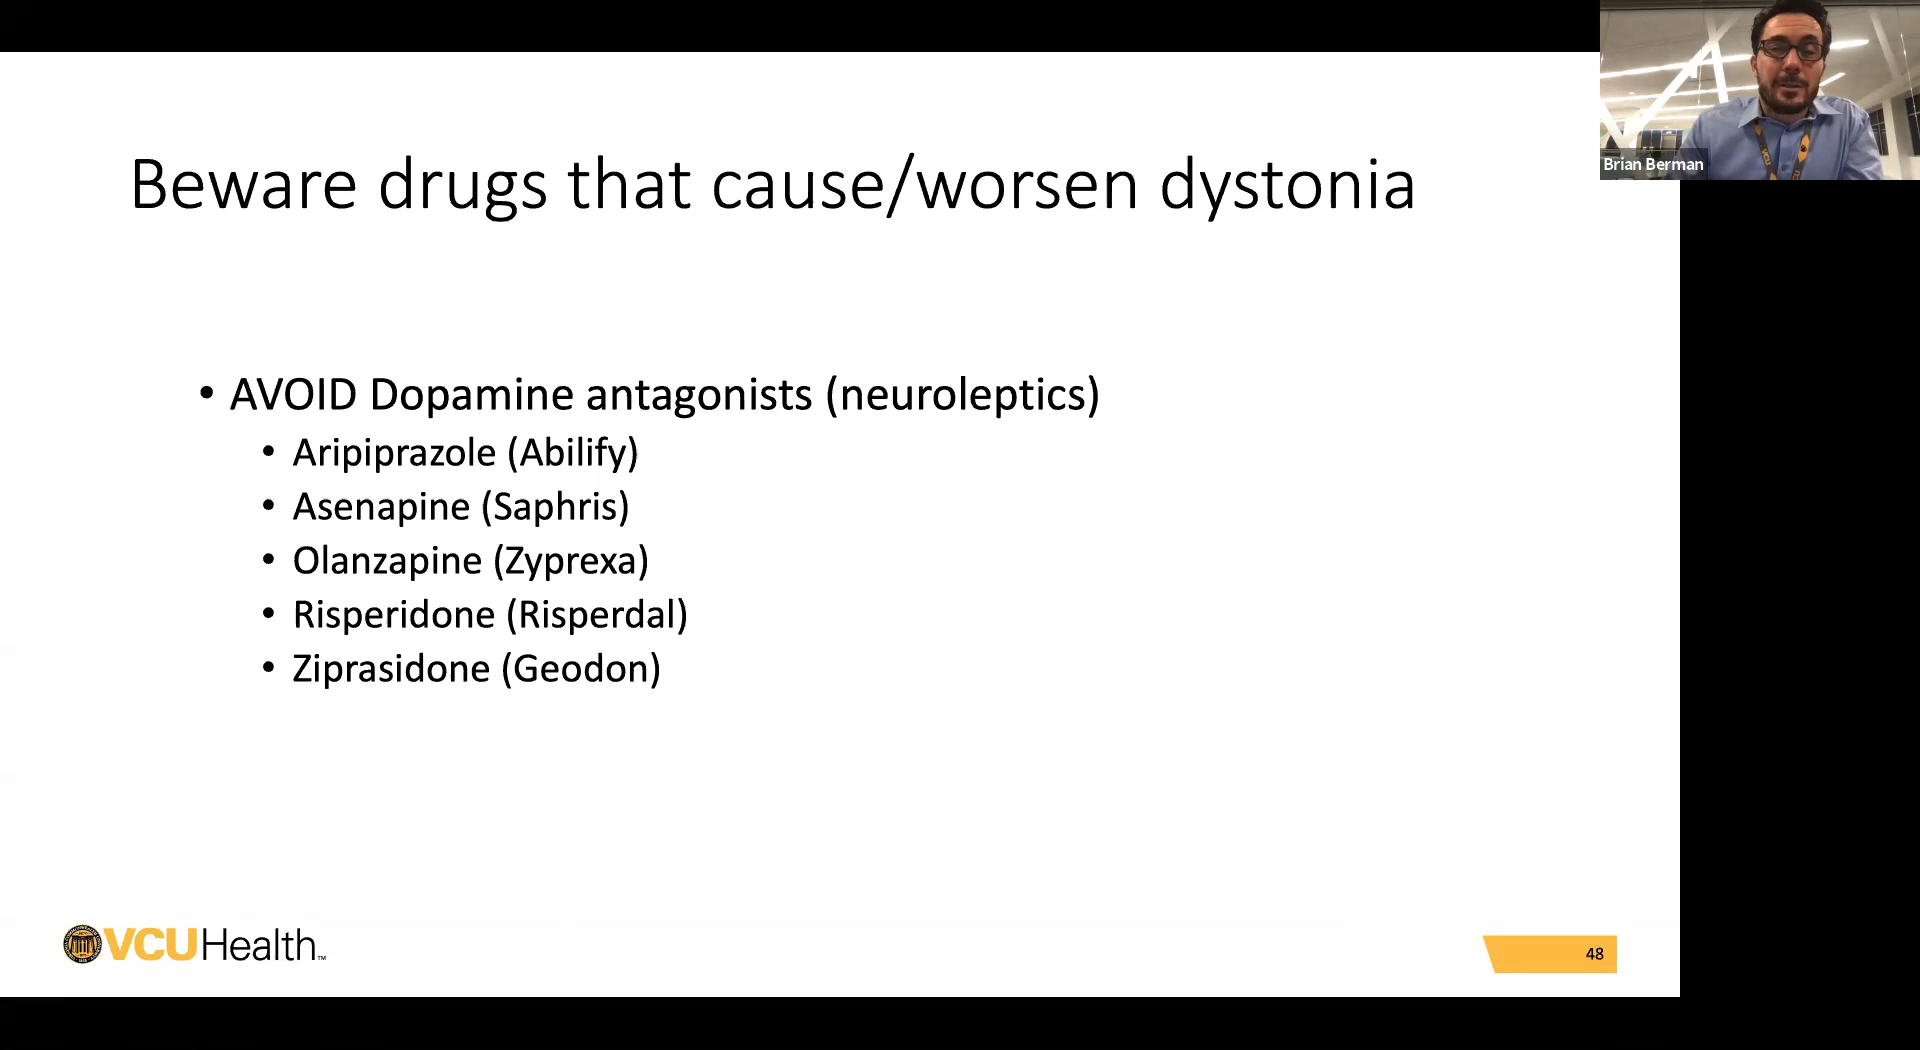 Beware drugs that cause/worsen dystonia
Brian Berman
• AVOID Dopamine antagonists (neuroleptics)
• Aripiprazole (Abilify)
• Asenapine (Saphris)
• Olanzapine (Zyprexa)
• Risperidone (Risperdal)
• Ziprasidone (Geodon)
VCUHealth™
48